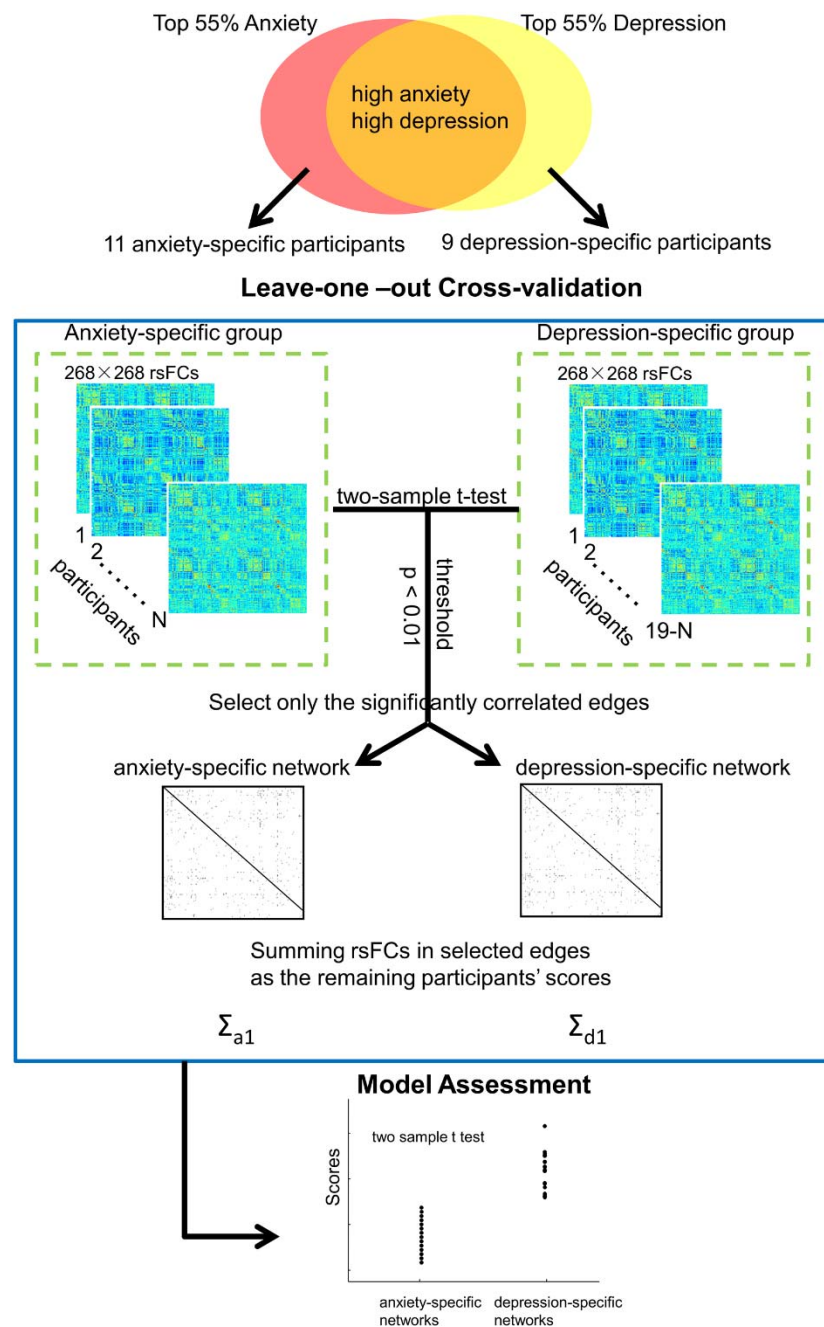 Top 55% Anxiety
Top 55% Depression
high anxiety
high depression
11 anxiety-specific participants
9 depression-specific participants
Leave-one –out Cross-validation
Anxiety-specific group
Depression-specific group
268×268 rsFCs
268×268 rsFCs
1
2
......
N
participants
two-sample t-test
threshold
p < 0.01
1
2
......
19-N
participants
Select only the significantly correlated edges
anxiety-specific network
depression-specific network
Summing rsFCs in selected edges
as the remaining participants' scores
Σa1
Σd1
Model Assessment
two sample t test
Scores
anxiety-specific
networks
depression-specific
networks